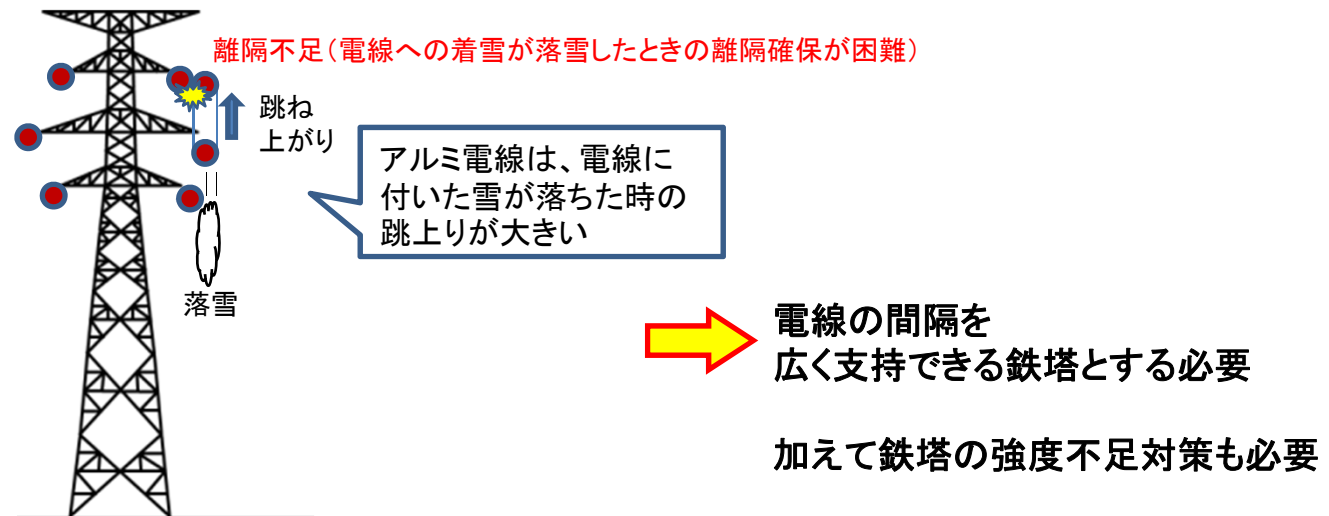 離隔不足(電線への着雪が落雪したときの離隔確保が困難)
跳ね
上がり
アルミ電線は、電線に
付いた雪が落ちた時の
跳上りが大きい
落雪
電線の間隔を
広く支持できる鉄塔とする必要
加えて鉄塔の強度不足対策も必要